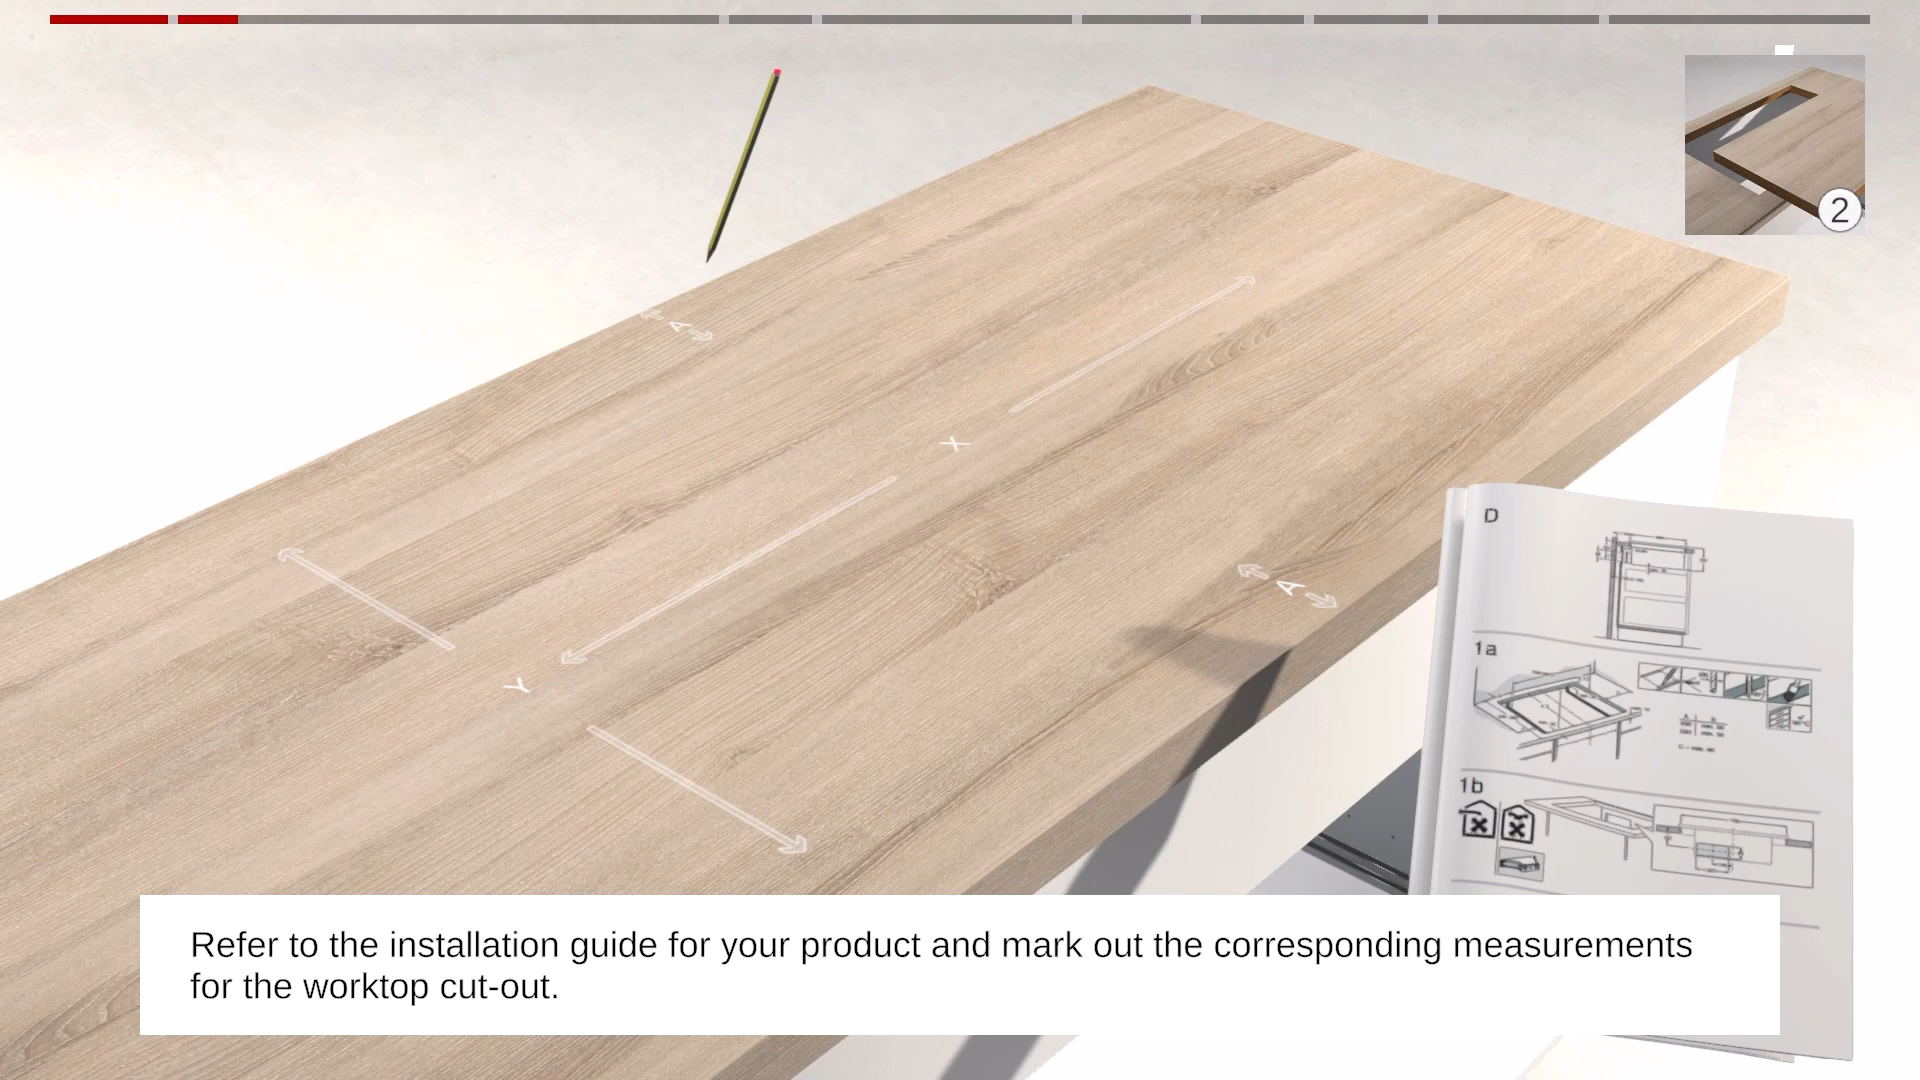 2
A
X
D
A
1a
Y
1b
Refer to the installation guide for your product and mark out the corresponding measurements
for the worktop cut-out.